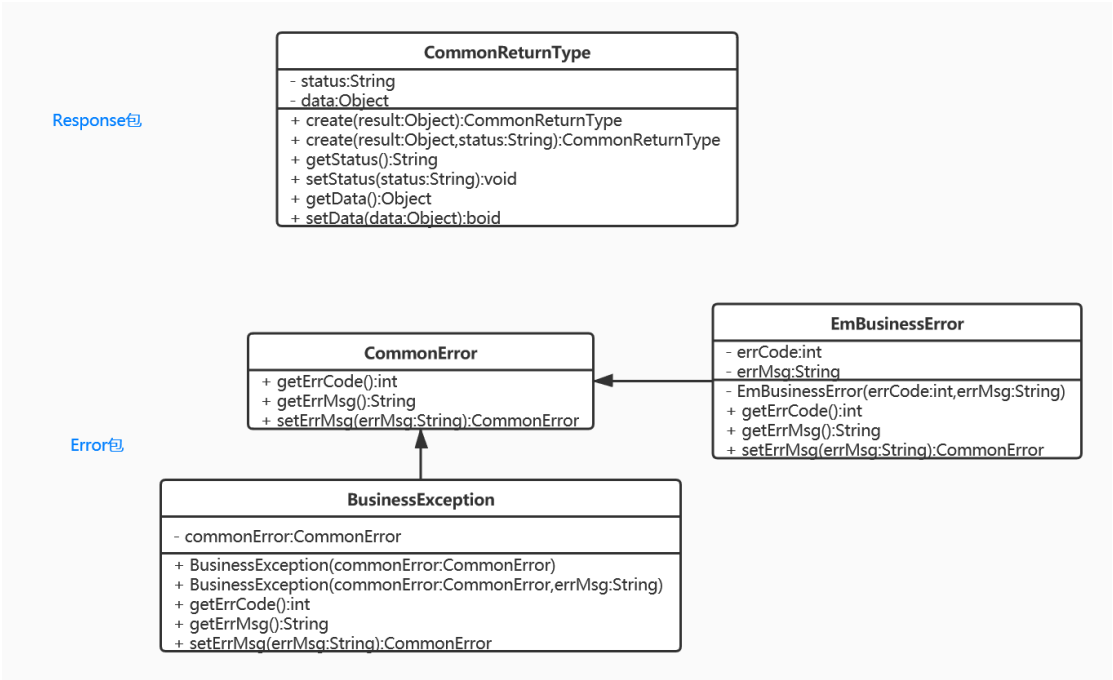 CommonReturnType
- status:String
- data:Object
Response包
+ create(result:Object):CommonReturnType
+ create(result:Object,status:String):CommonReturnType
+ getStatus():String
+ setStatus(status:String):void
+ getData():Object
+ setData(data:Object):boid
EmBusinessError
- errCode:int
- errMsg:String
- EmBusinessError(errCode:int,errMsg:String)
+ getErrCode():int
+ getErrMsg():String
+ setErrMsg(errMsg:String):CommonError
CommonError
+ getErrCode():int
+ getErrMsg():String
+ setErrMsg(errMsg:String):CommonError
Error包
BusinessException
- commonError:CommonError
+ BusinessException(commonError:CommonError)
+ BusinessException(commonError:CommonError,errMsg:String)
+ getErrCode():int
+ getErrMsg():String
+ setErrMsg(errMsg:String):CommonError